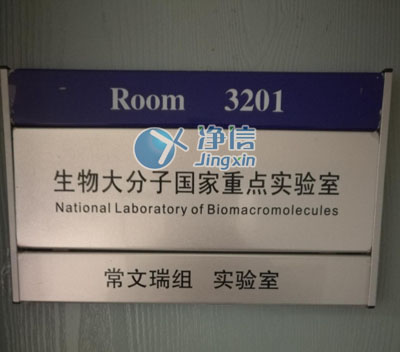 Room 3201
净信
Jingxin
生物大分子国家重点实验室
National Laboratory of Biomacromolecules
常文瑞组 实验室